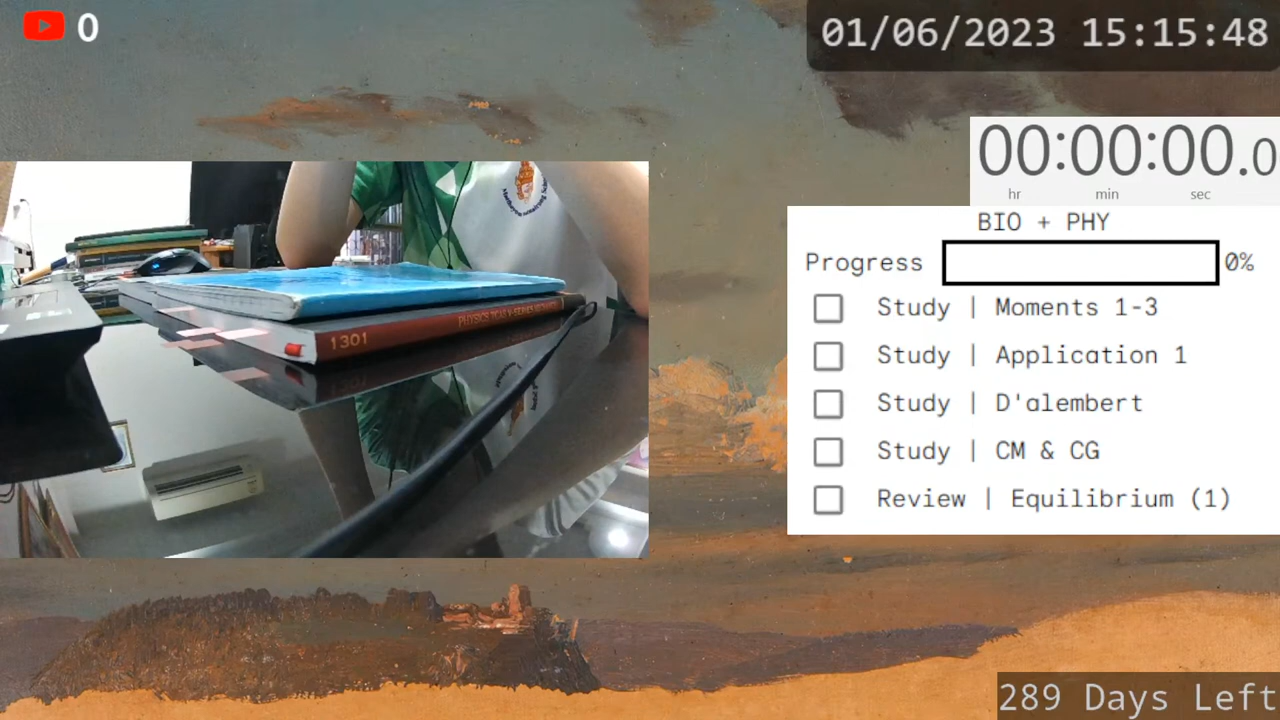 0
01/06/2023 15:15:48
00:00:00.0
hr min sec
BIO + PHY
Progress 0%
Study | Moments 1-3
Study | Application 1
Study | D'alembert
Study | CM & CG
Review | Equilibrium (1)
1301
PHYSICS TCAS
289 Days Left